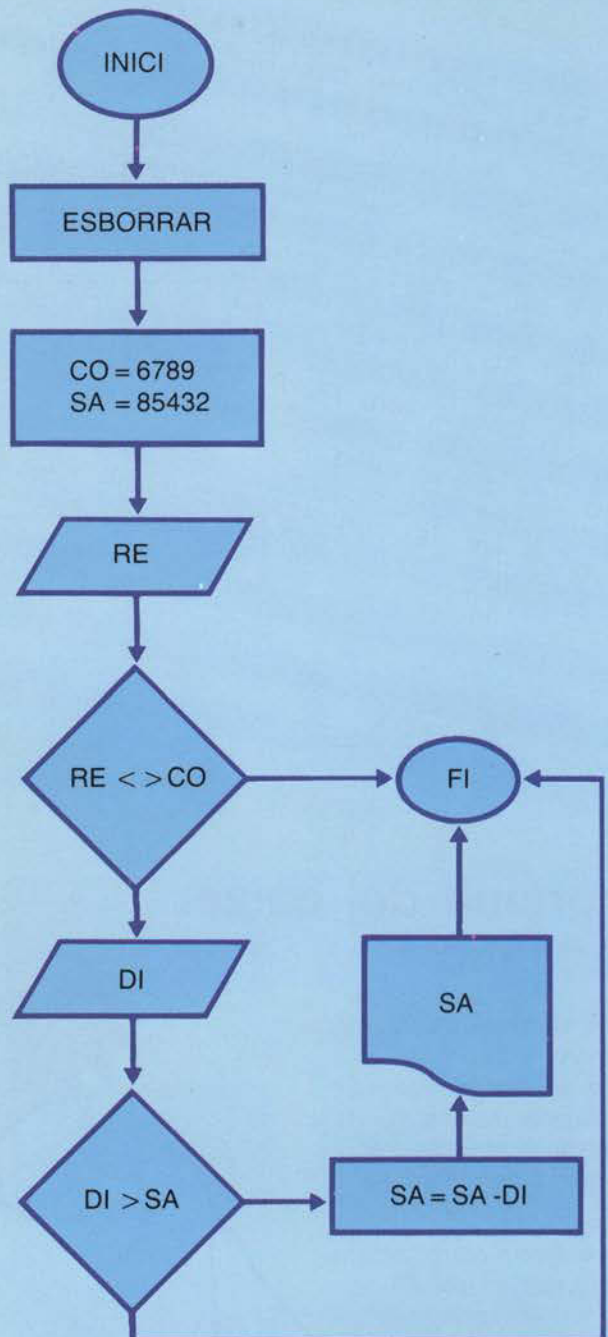 INICI
ESBORRAR
CO = 6789
SA = 85432
RE
RE < > CO
FI
DI
SA
DI > SA
SA = SA -DI